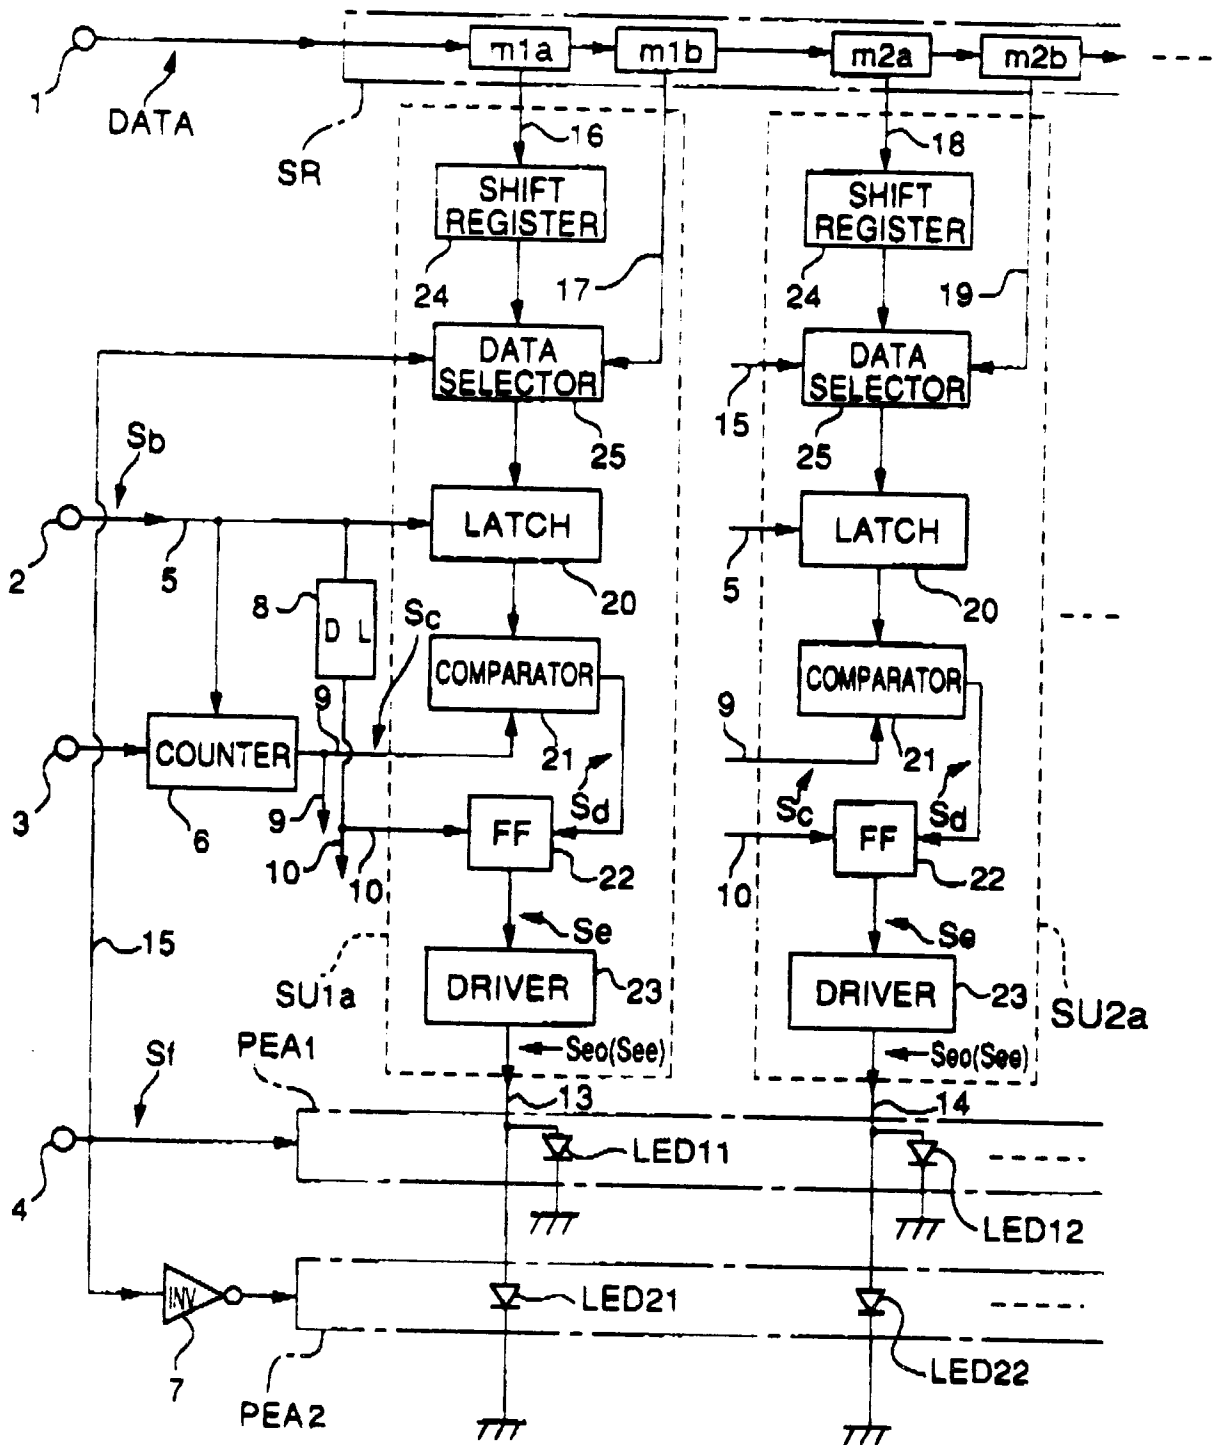 m1a m1b m2a m2b
1
DATA
SR
16
18
SHIFT
REGISTER
SHIFT
REGISTER
24
17
24
19
DATA
SELECTOR
DATA
SELECTOR
25
15
25
Sb
2
5
LATCH
LATCH
20
5
20
8
DL
Sc
COMPARATOR
COMPARATOR
9
21
9
21
3
COUNTER
6
9
Sd
Sc
Sd
FF
FF
10
10
22
10
22
Se
Se
15
SU1a
DRIVER
23
DRIVER
23
SU2a
PEA1
Seo(See)
Seo(See)
Sf
13
14
4
LED11
LED12
INV
7
LED21
LED22
PEA2